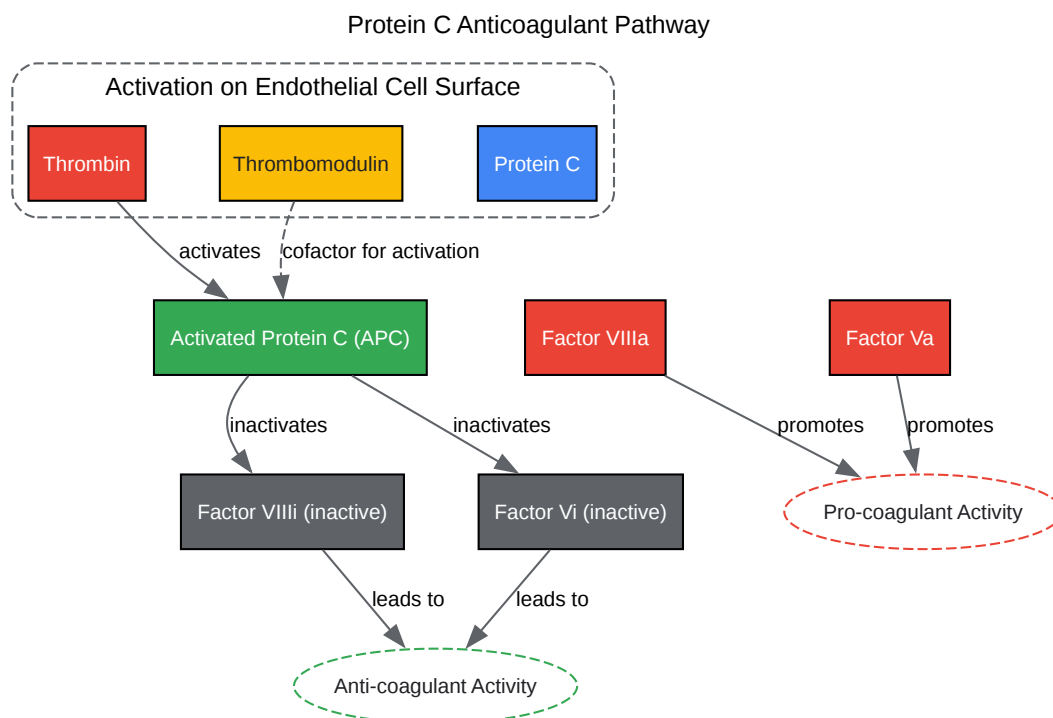 Protein C Anticoagulant Pathway
Activation on Endothelial Cell Surface
Thrombin
Thrombomodulin
Protein C
activates
cofactor for activation
Activated Protein C (APC)
Factor VIIIa
Factor Va
inactivates
inactivates
promotes
promotes
Factor VIIIi (inactive)
Factor Vi (inactive)
Pro-coagulant Activity
leads to
leads to
Anti-coagulant Activity